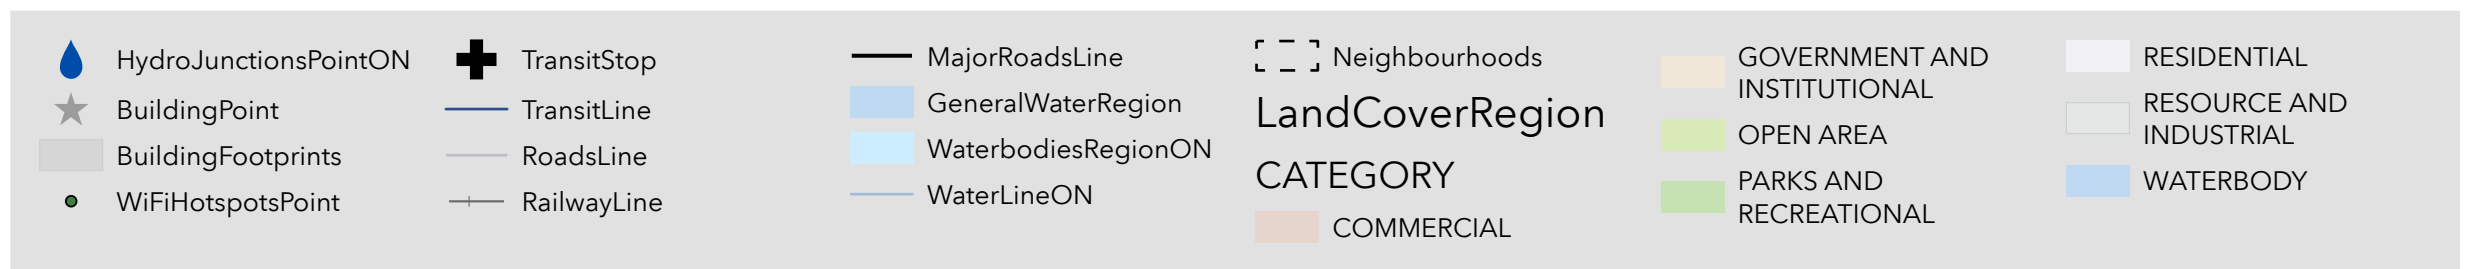 HydroJunctionsPointON
BuildingPoint
BuildingFootprints
WiFiHotspotsPoint
TransitStop
TransitLine
RoadsLine
RailwayLine
MajorRoadsLine
GeneralWaterRegion
WaterbodiesRegionON
WaterLineON
Neighbourhoods
LandCoverRegion
CATEGORY
COMMERCIAL
GOVERNMENT AND
INSTITUTIONAL
OPEN AREA
PARKS AND
RECREATIONAL
RESIDENTIAL
RESOURCE AND
INDUSTRIAL
WATERBODY